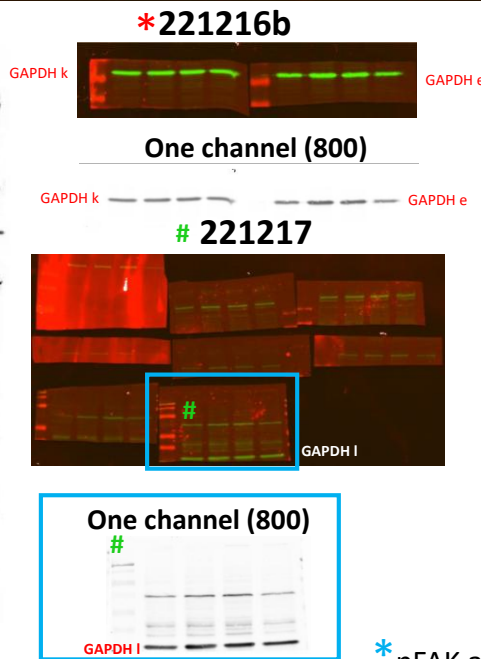 *221216b
GAPDH k
GAPDH e
One channel (800)
GAPDH k
GAPDH e
# 221217
#
GAPDH l
One channel (800)
#
GAPDH l
*pFAK a